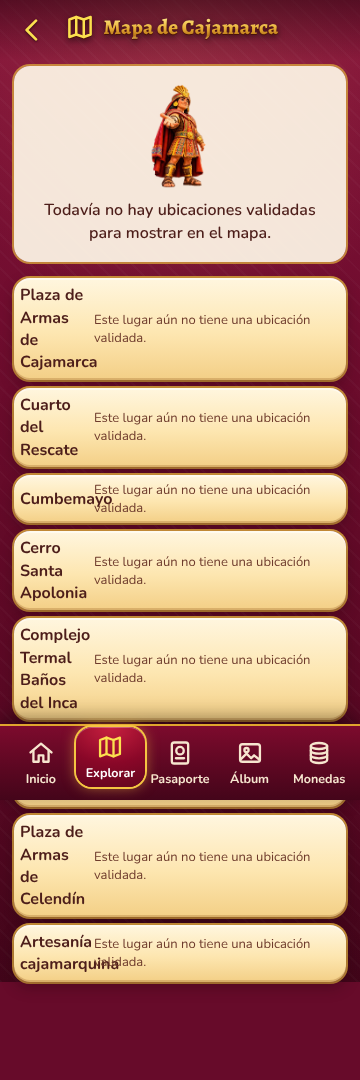 Mapa de Cajamarca
Todavía no hay ubicaciones validadas
para mostrar en el mapa.
Plaza de
Armas
de
Cajamarca
Este lugar aún no tiene una ubicación
validada.
Cuarto
del
Rescate
Este lugar aún no tiene una ubicación
validada.
Cumbemayo
Este lugar aún no tiene una ubicación
validada.
Cerro
Santa
Apolonia
Este lugar aún no tiene una ubicación
validada.
Complejo
Termal
Baños
del Inca
Este lugar aún no tiene una ubicación
validada.
Inicio
Explorar
Pasaporte
Álbum
Monedas
Plaza de
Armas
de
Celendín
Este lugar aún no tiene una ubicación
validada.
Artesanía
cajamarquina
Este lugar aún no tiene una ubicación
validada.